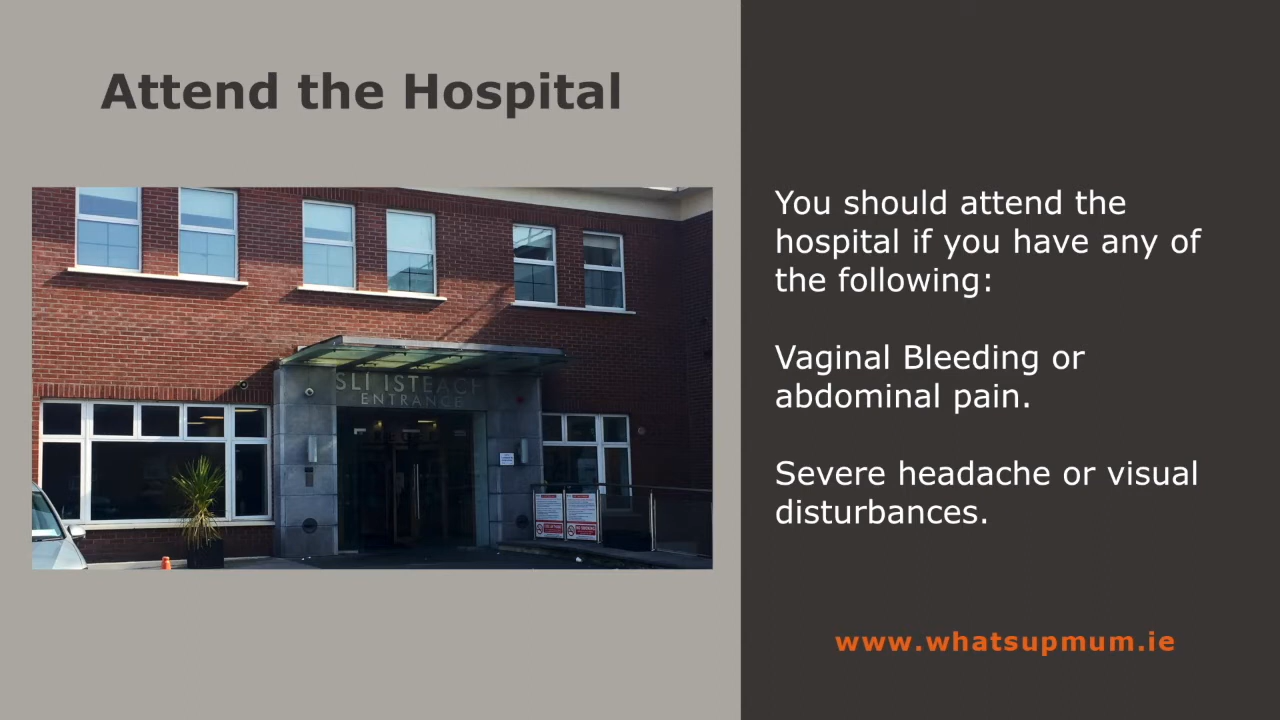 Attend the Hospital
SLI ISTEACH
ENTRANCE
You should attend the
hospital if you have any of
the following:
Vaginal Bleeding or
abdominal pain.
Severe headache or visual
disturbances.
www.whatsupmum.ie